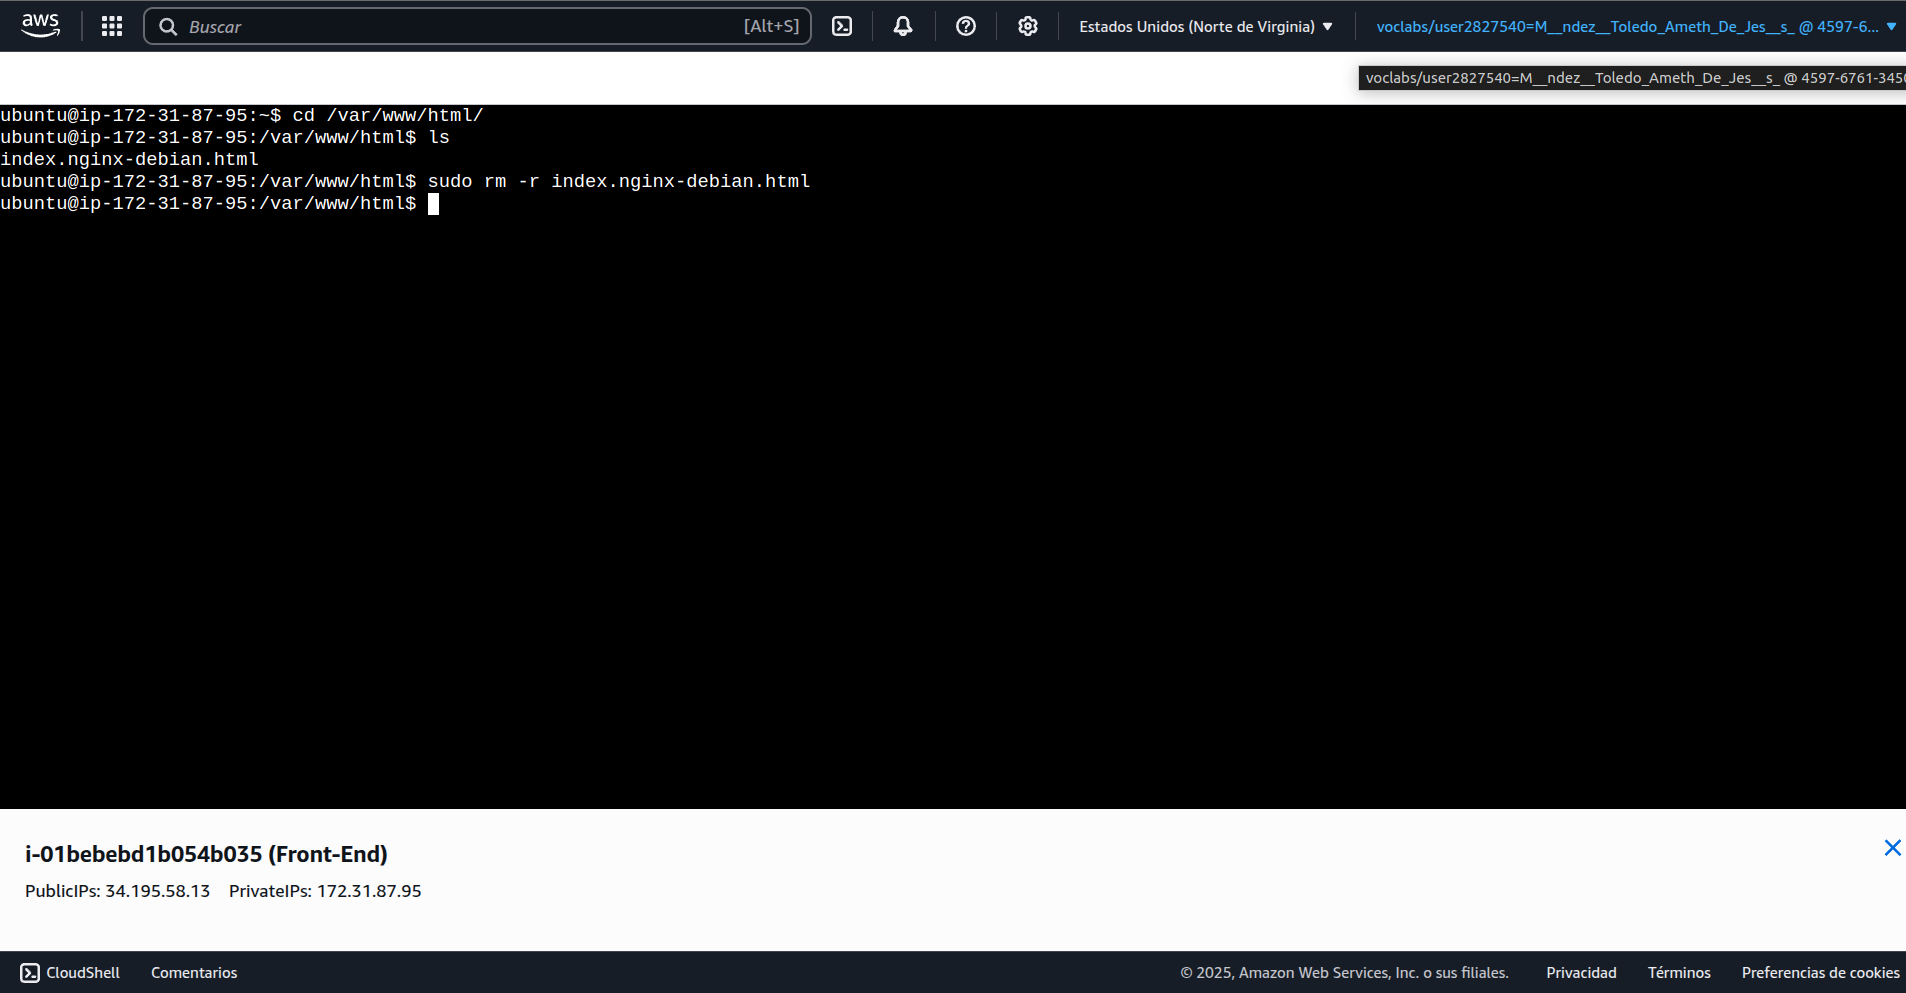 aws
Buscar [Alt+S] Estados Unidos (Norte de Virginia) voclabs/user2827540=M__ndez__Toledo_Ameth_De_Jes__s_ @ 4597-6...
voclabs/user2827540=M__ndez__Toledo_Ameth_De_Jes__s_ @ 4597-6761-345
ubuntu@ip-172-31-87-95:~$ cd /var/www/html/
ubuntu@ip-172-31-87-95:/var/www/html$ ls
index.nginx-debian.html
ubuntu@ip-172-31-87-95:/var/www/html$ sudo rm -r index.nginx-debian.html
ubuntu@ip-172-31-87-95:/var/www/html$
i-01bebebd1b054b035 (Front-End)
PublicIPs: 34.195.58.13 PrivateIPs: 172.31.87.95
CloudShell Comentarios © 2025, Amazon Web Services, Inc. o sus filiales. Privacidad Términos Preferencias de cookies